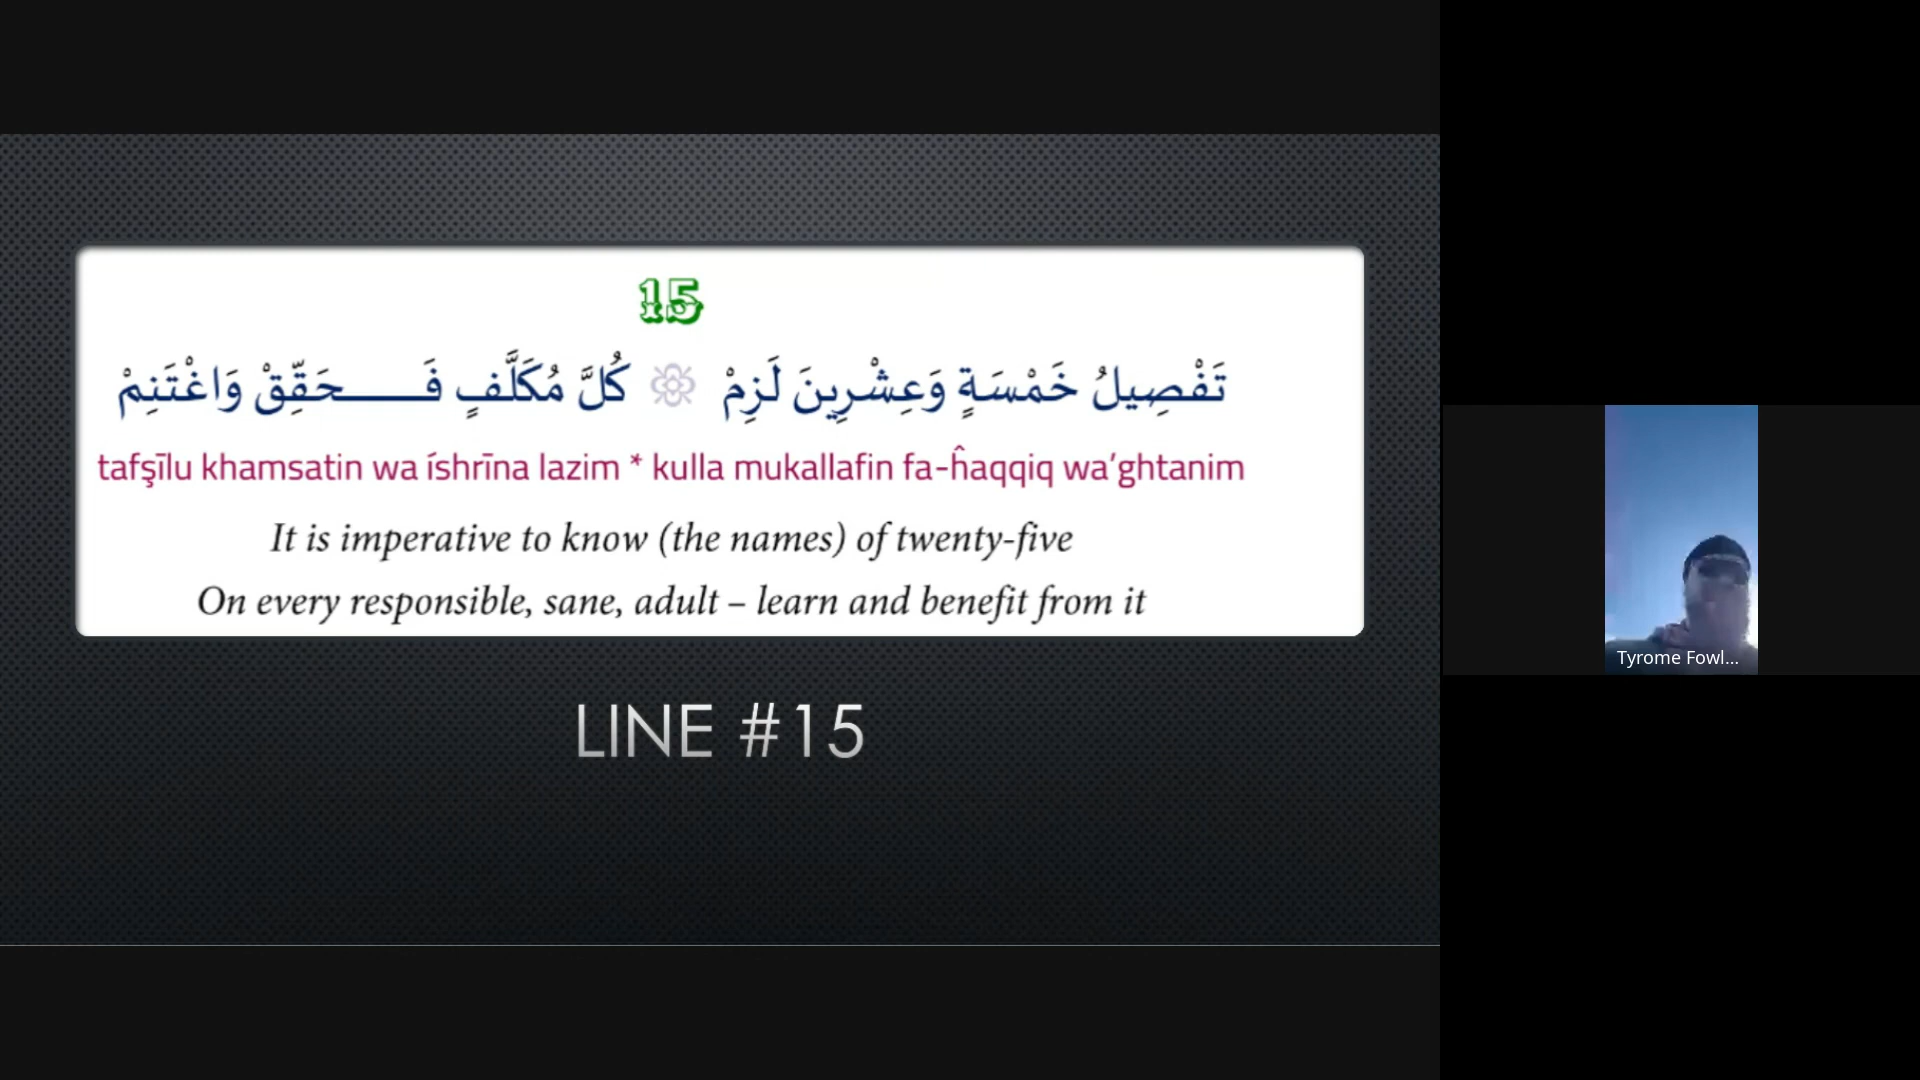 15
تَفْصِيلُ خَمْسَةٍ وَعِشْرِينَ لَزِمْ ۞ كُلَّ مُكَلَّفٍ فَــــــحَقِّقْ وَاغْتَنِمْ
tafşīlu khamsatin wa íshrīna lazim * kulla mukallafin fa-ĥaqqiq wa’ghtanim
It is imperative to know (the names) of twenty-five
On every responsible, sane, adult – learn and benefit from it
LINE #15
Tyrome Fowl...